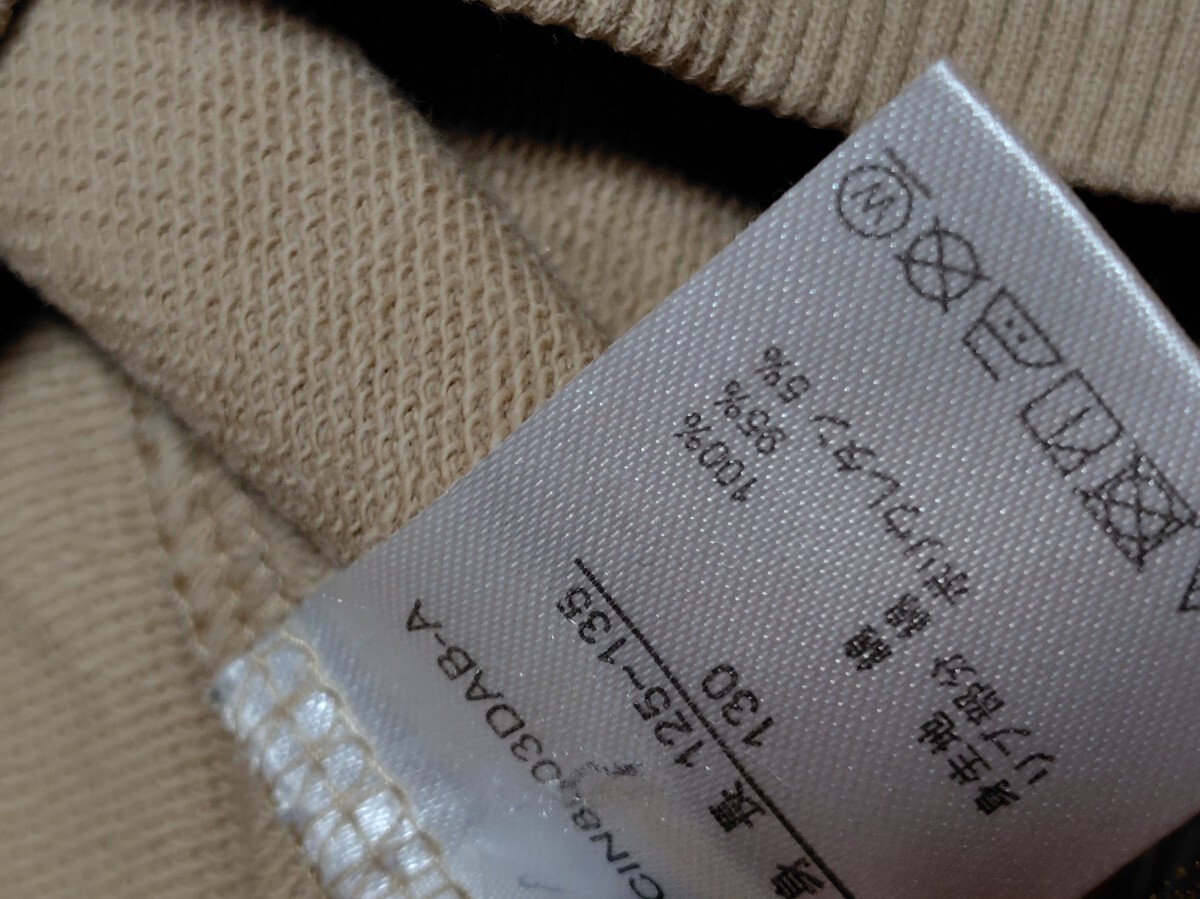 CINB
03DAB-A
身長 125~135
130
身生地 綿 100%
リブ部分 綿 95%
ポリウレタン 5%
W
A